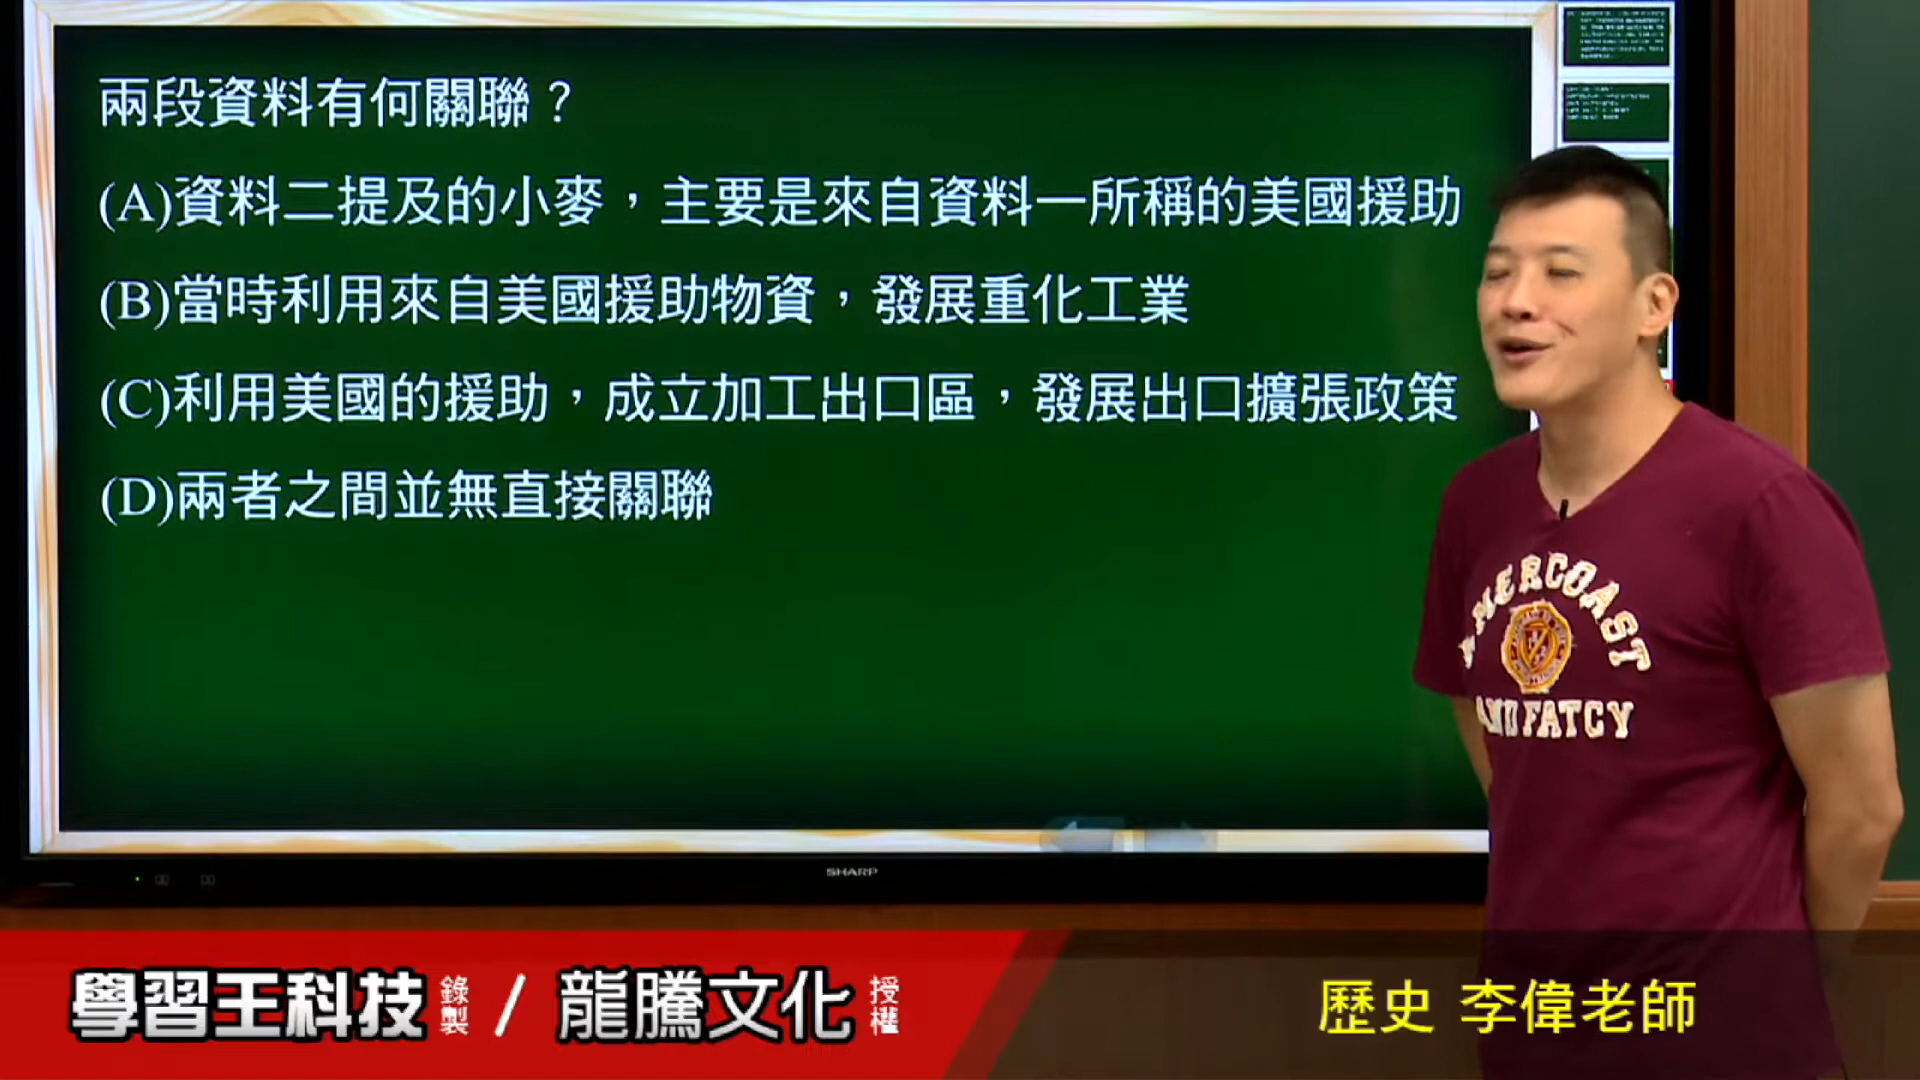 兩段資料有何關聯？
(A)資料二提及的小麥，主要是來自資料一所稱的美國援助
(B)當時利用來自美國援助物資，發展重化工業
(C)利用美國的援助，成立加工出口區，發展出口擴張政策
(D)兩者之間並無直接關聯
ERCOAST
AND FATCY
SHARP
學習王科技 錄製 / 龍騰文化 授權
歷史 李偉老師